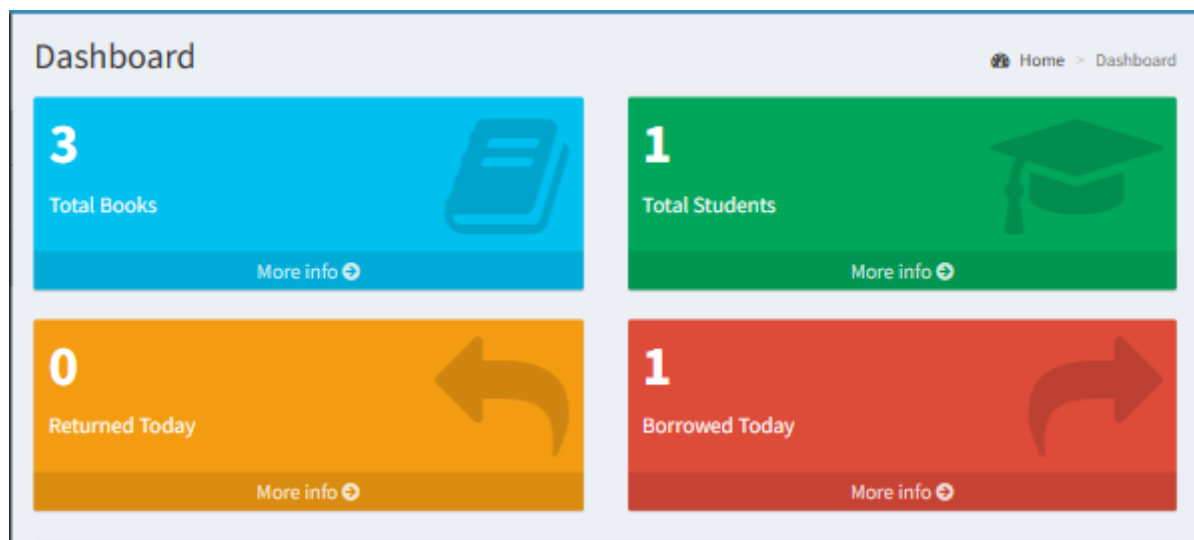 Dashboard
Home > Dashboard
3
Total Books
More info
1
Total Students
More info
0
Returned Today
More info
1
Borrowed Today
More info